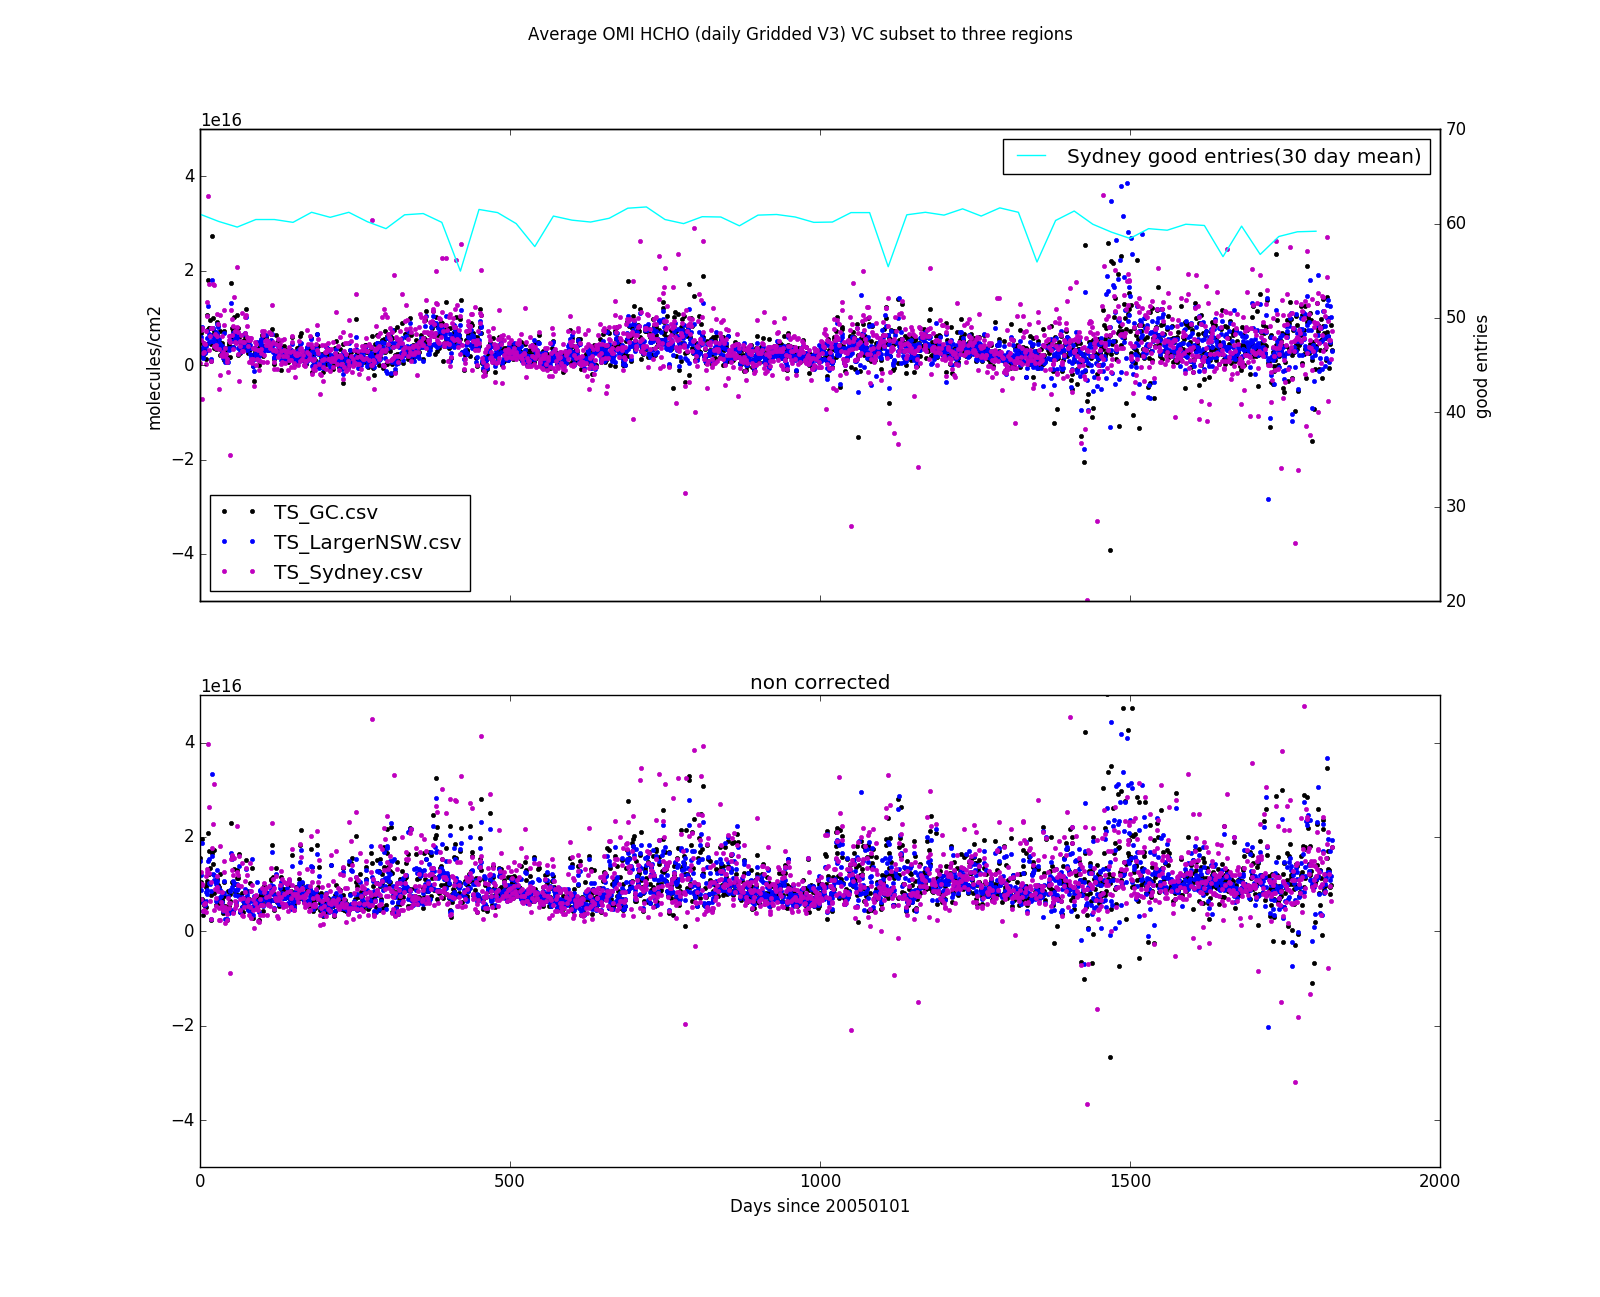 Average OMI HCHO (daily Gridded V3) VC subset to three regions
1e16
Sydney good entries(30 day mean)
4
2
0
−2
−4
molecules/cm2
70
60
50
40
30
20
good entries
TS_GC.csv
TS_LargerNSW.csv
TS_Sydney.csv
non corrected
1e16
4
2
0
−2
−4
0 500 1000 1500 2000
Days since 20050101